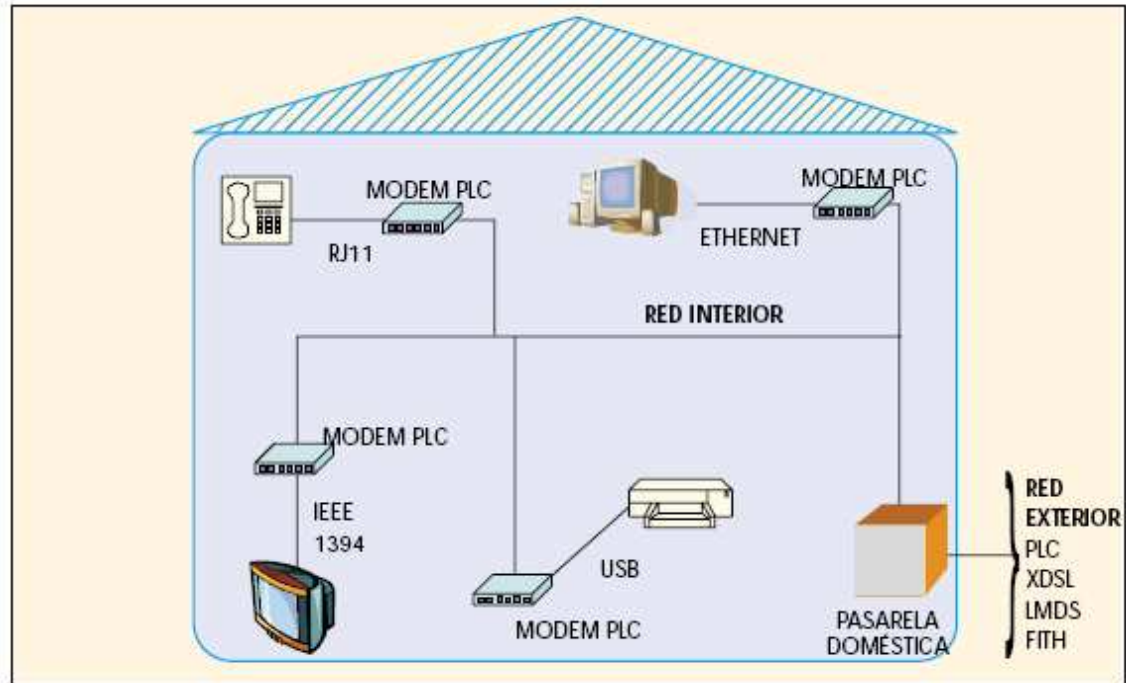 MODEM PLC
RJ11
MODEM PLC
ETHERNET
RED INTERIOR
MODEM PLC
IEEE
1394
USB
MODEM PLC
PASARELA
DOMÉSTICA
RED
EXTERIOR
PLC
XDSL
LMDS
FITH